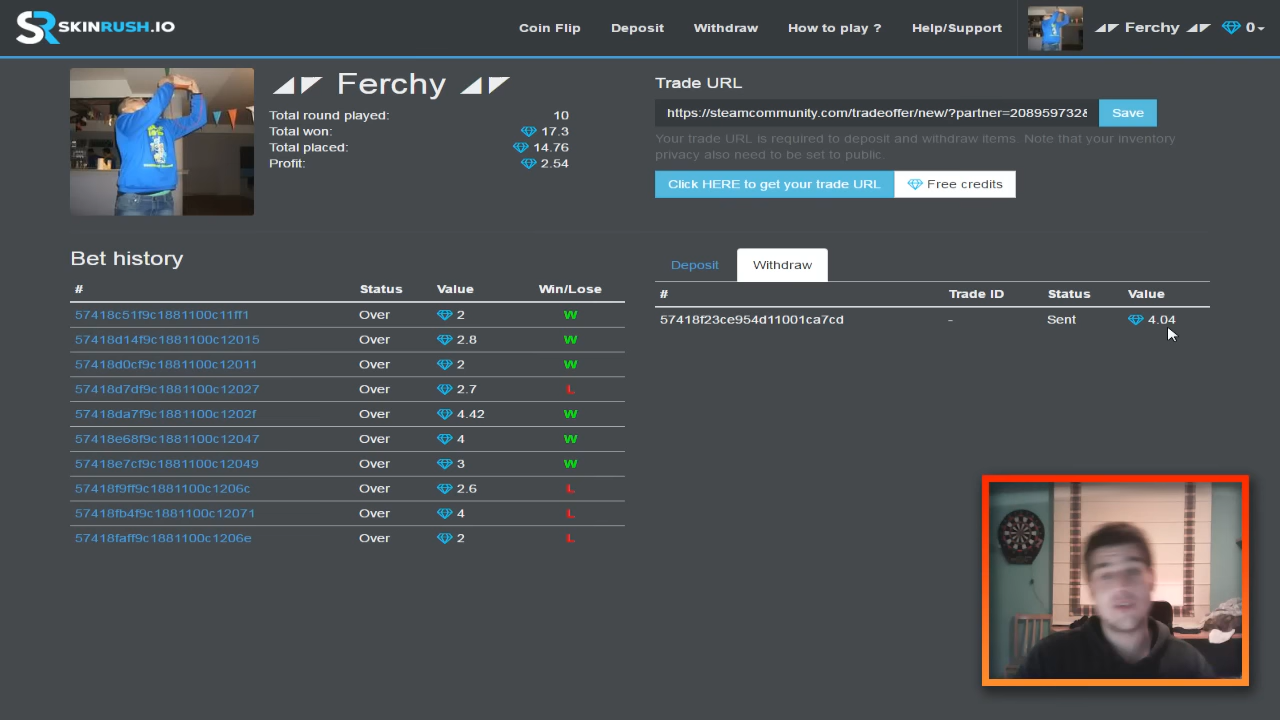 SR SKINRUSH.IO
Coin Flip Deposit Withdraw How to play ? Help/Support ◢◤ Ferchy ◢◤ 0
◢◤ Ferchy ◢◤
Total round played: 10
Total won: 17.3
Total placed: 14.76
Profit: 2.54
Trade URL
https://steamcommunity.com/tradeoffer/new/?partner=208959732& Save
Your trade URL is required to deposit and withdraw items. Note that your inventory
privacy also need to be set to public.
Click HERE to get your trade URL Free credits
Bet history
# Status Value Win/Lose
57418c51f9c1881100c11ff1 Over 2 W
57418d14f9c1881100c12015 Over 2.8 W
57418d0cf9c1881100c12011 Over 2 W
57418d7df9c1881100c12027 Over 2.7 L
57418da7f9c1881100c1202f Over 4.42 W
57418e68f9c1881100c12047 Over 4 W
57418e7cf9c1881100c12049 Over 3 W
57418f9ff9c1881100c1206c Over 2.6 L
57418fb4f9c1881100c12071 Over 4 L
57418faff9c1881100c1206e Over 2 L
Deposit Withdraw
# Trade ID Status Value
57418f23ce954d11001ca7cd - Sent 4.04